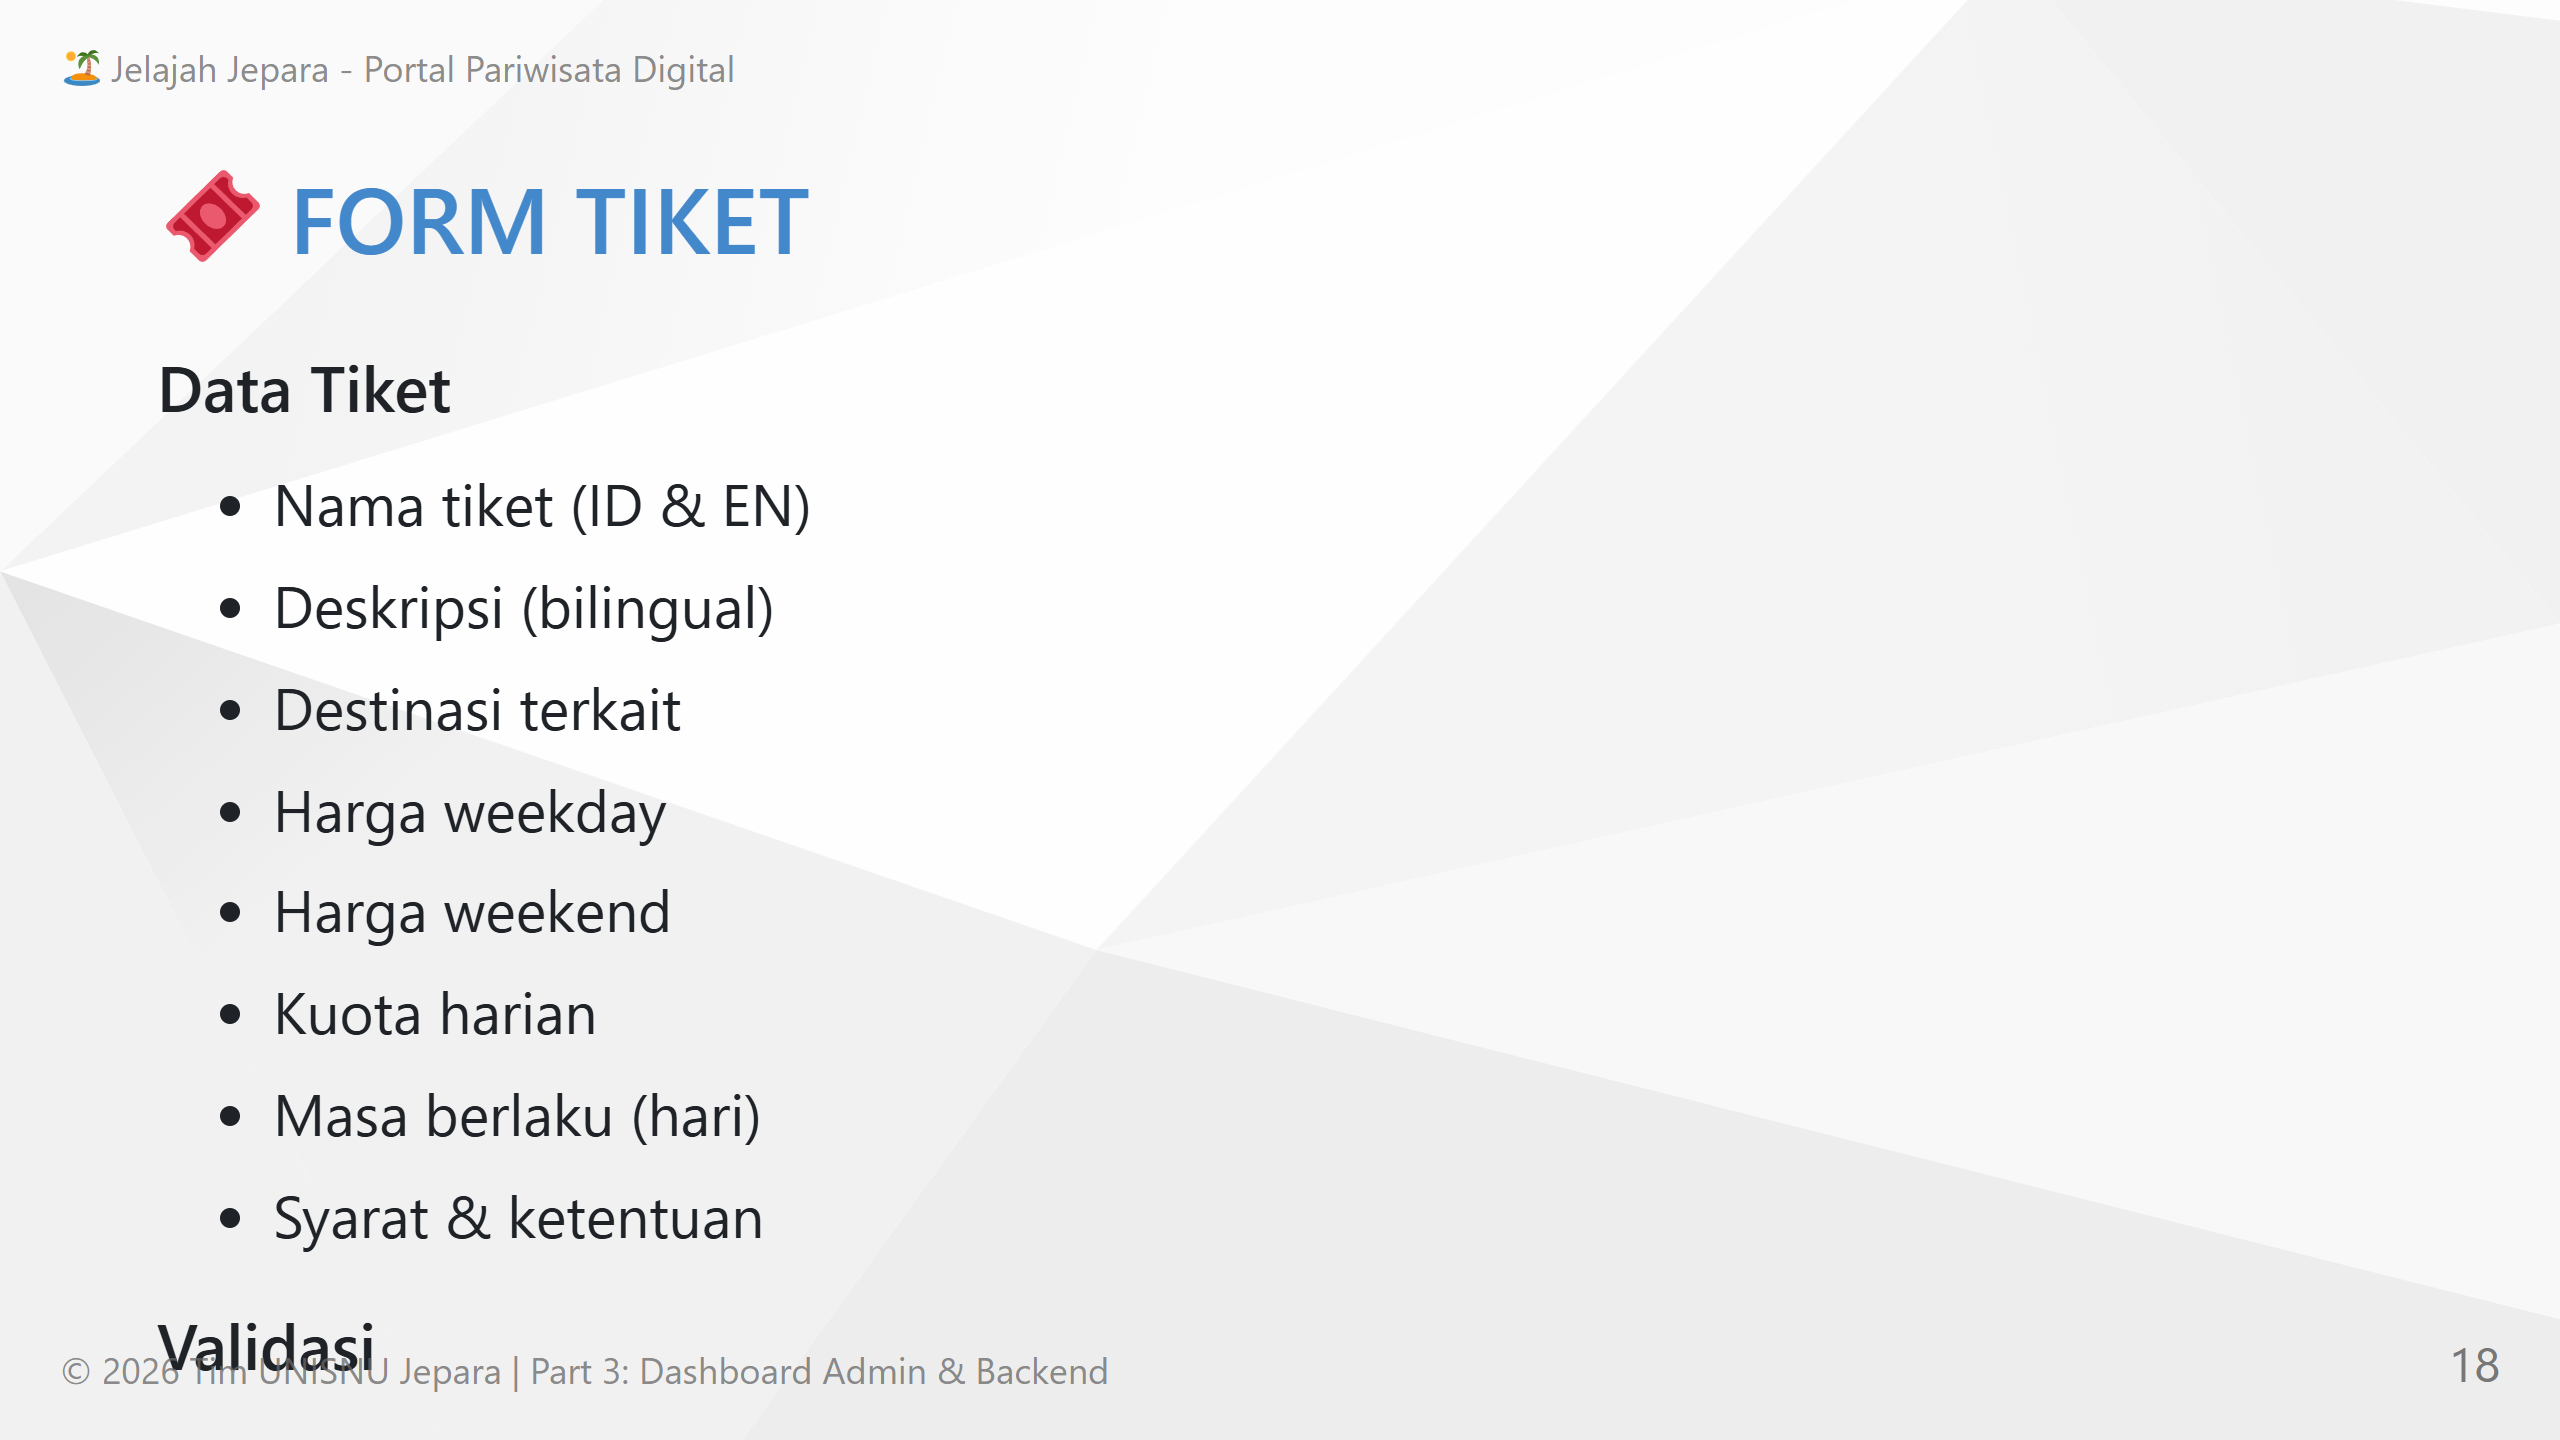 Jelajah Jepara - Portal Pariwisata Digital
FORM TIKET
Data Tiket
• Nama tiket (ID & EN)
• Deskripsi (bilingual)
• Destinasi terkait
• Harga weekday
• Harga weekend
• Kuota harian
• Masa berlaku (hari)
• Syarat & ketentuan
Validasi
© 2026 Tim UNISNU Jepara | Part 3: Dashboard Admin & Backend
18